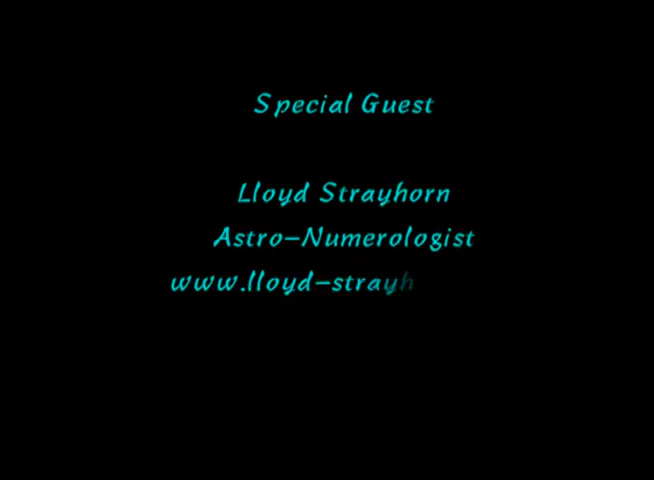 Special Guest
Lloyd Strayhorn
Astro-Numerologist
www.lloyd-strayh